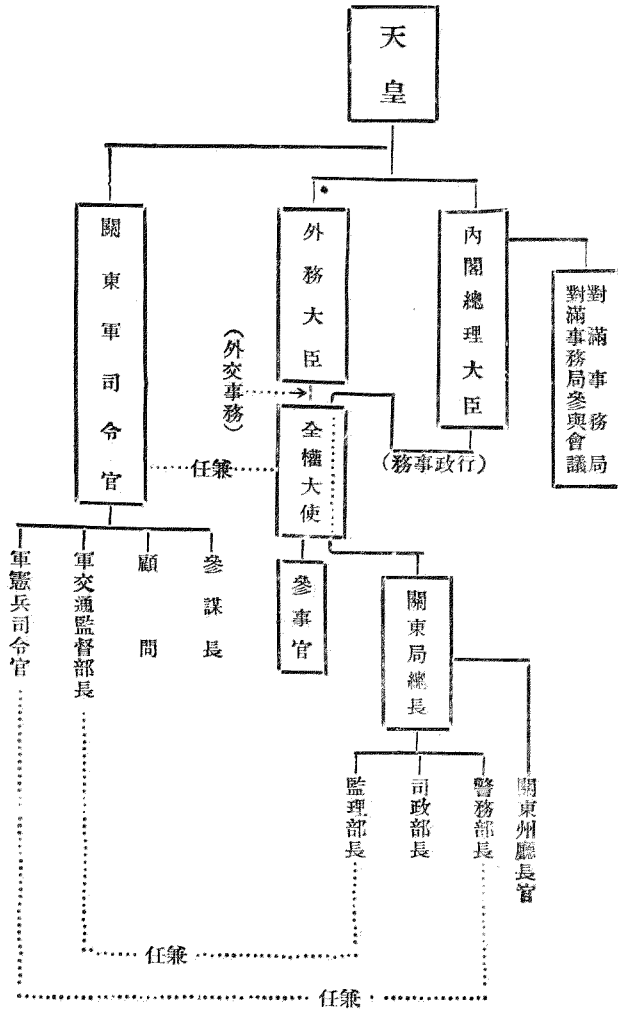 天皇
內閣總理大臣
對滿事務局
對滿事務局參與會議
外務大臣
關東軍司令官
(外交事務)
(務事政行)
全權大使
任兼
參事官
關東局總長
參謀長
顧問
軍交通監督部長
軍憲兵司令官
關東州廳長官
警務部長
司政部長
監理部長
任兼
任兼